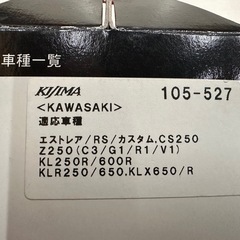 車種一覧
KIJIMA 105-527
<KAWASAKI>
適応車種
エストレア/RS/カスタム,CS250
Z250(C3/G1/R1/V1)
KL250R/600R
KLR250/650.KLX650/R